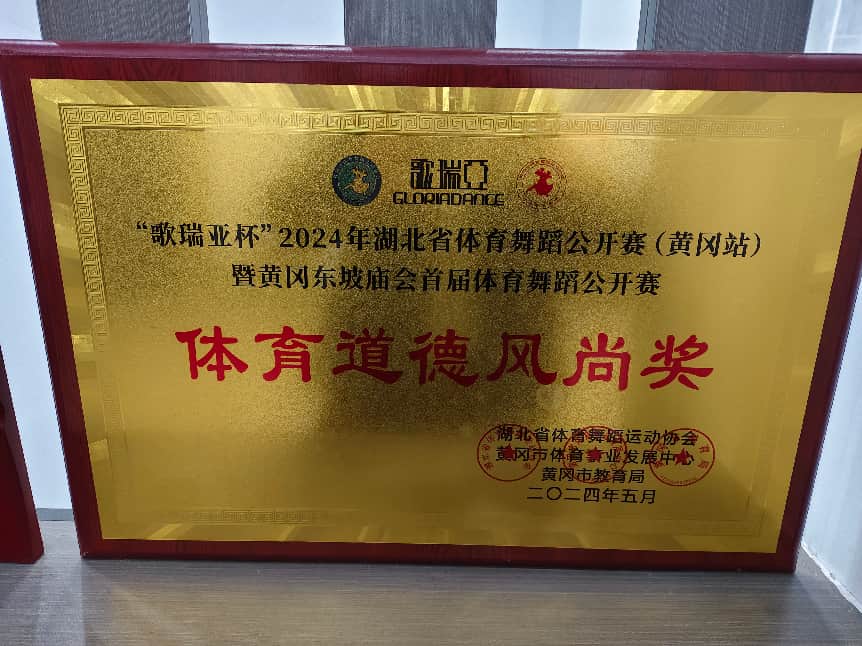 歌瑞亞
GLORIADANCE
“歌瑞亚杯”2024年湖北省体育舞蹈公开赛（黄冈站）
暨黄冈东坡庙会首届体育舞蹈公开赛
体育道德风尚奖
湖北省体育舞蹈运动协会
黄冈市体育事业发展中心
黄冈市教育局
二〇二四年五月